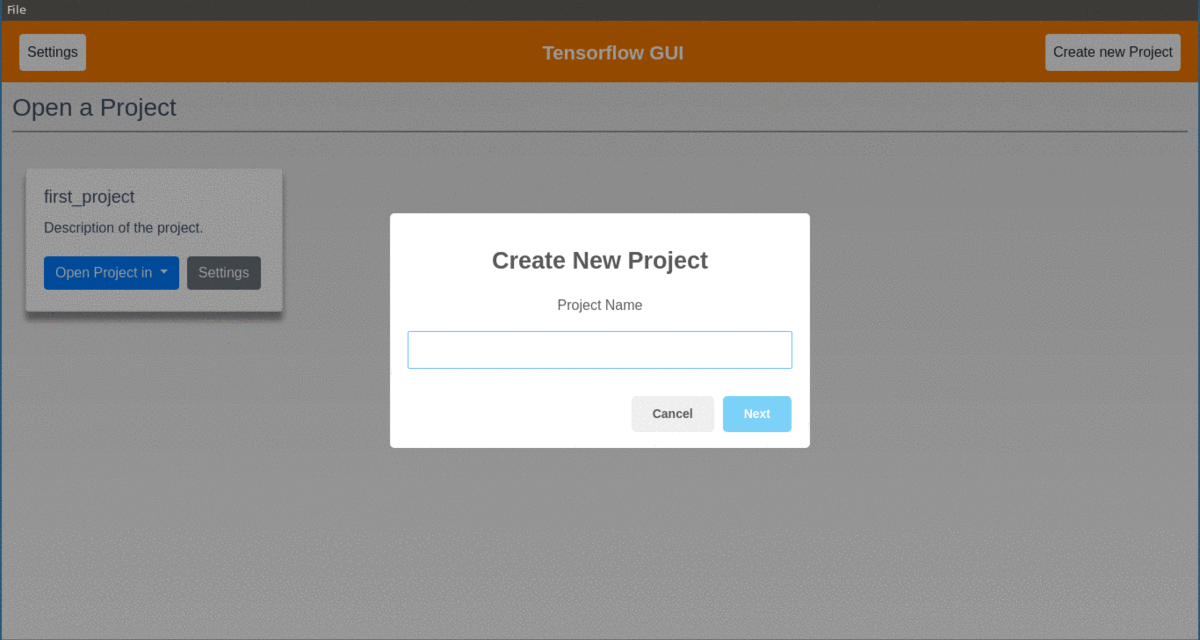 File
Settings
Tensorflow GUI
Create new Project
Open a Project
first_project
Description of the project.
Open Project in
Settings
Create New Project
Project Name
Cancel
Next